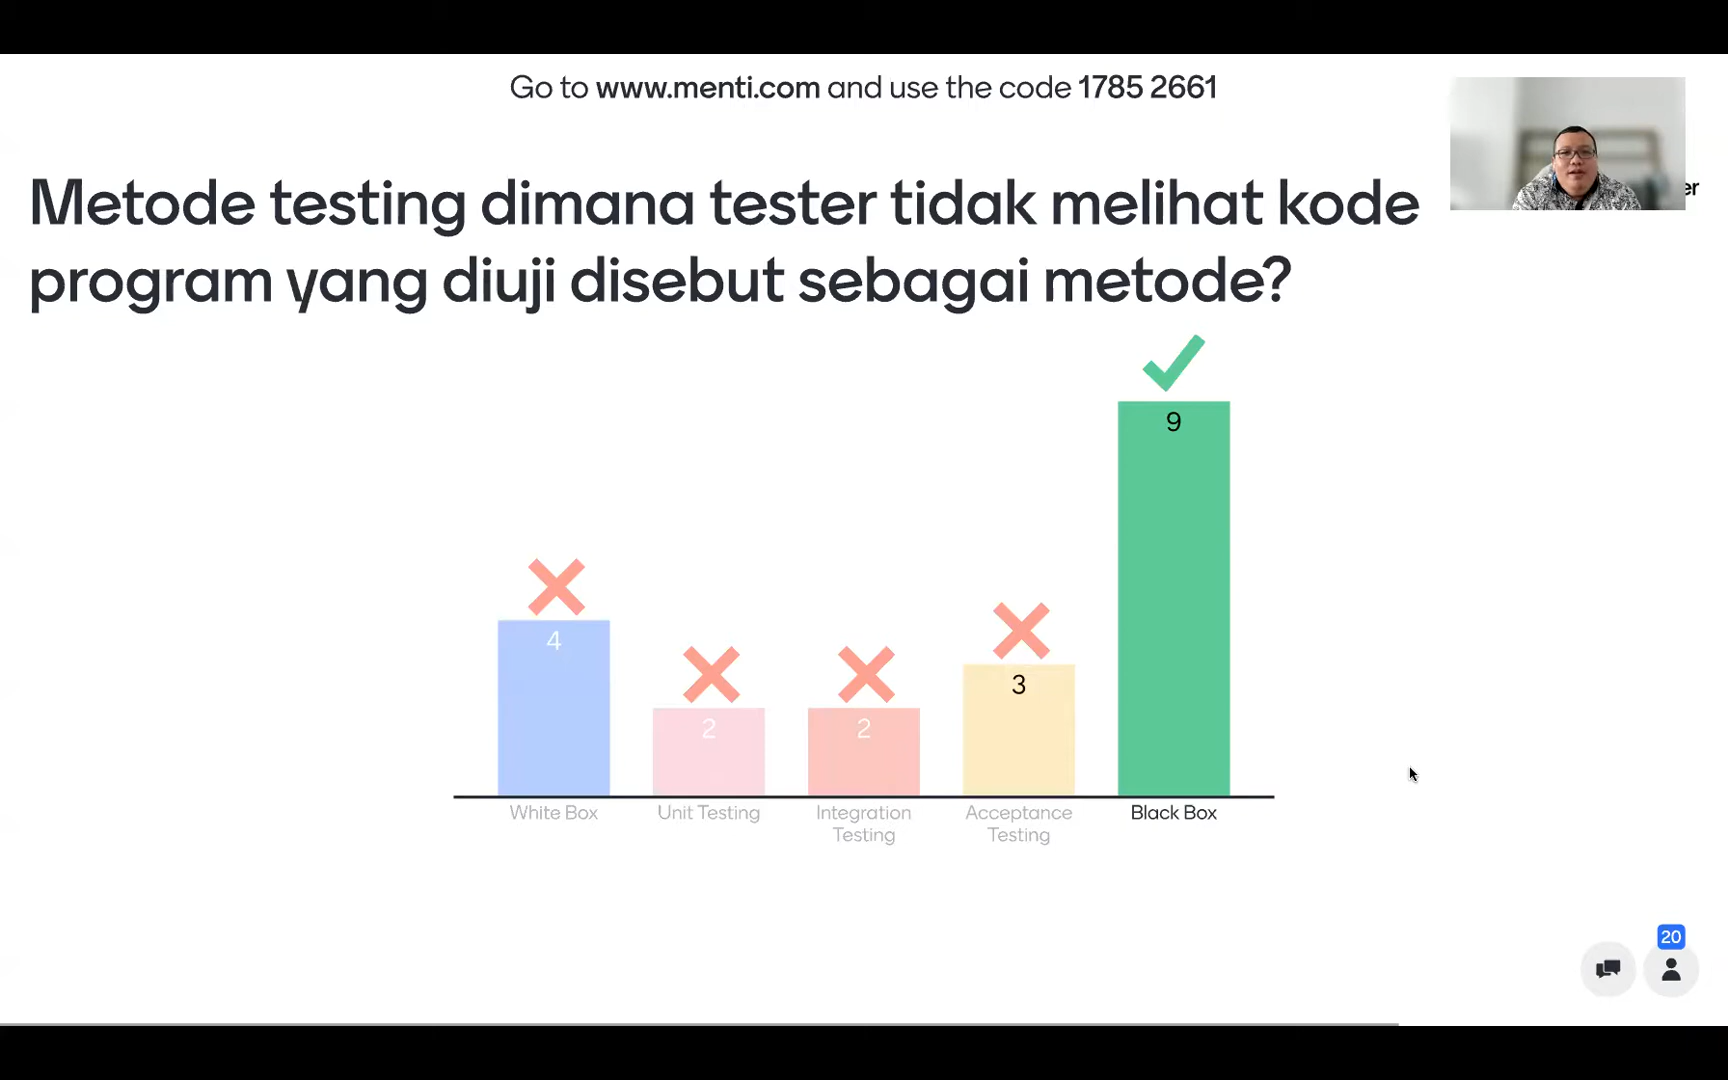 Go to www.menti.com and use the code 1785 2661
er
Metode testing dimana tester tidak melihat kode
program yang diuji disebut sebagai metode?
9
4
3
2
2
White Box
Unit Testing
Integration
Testing
Acceptance
Testing
Black Box
20